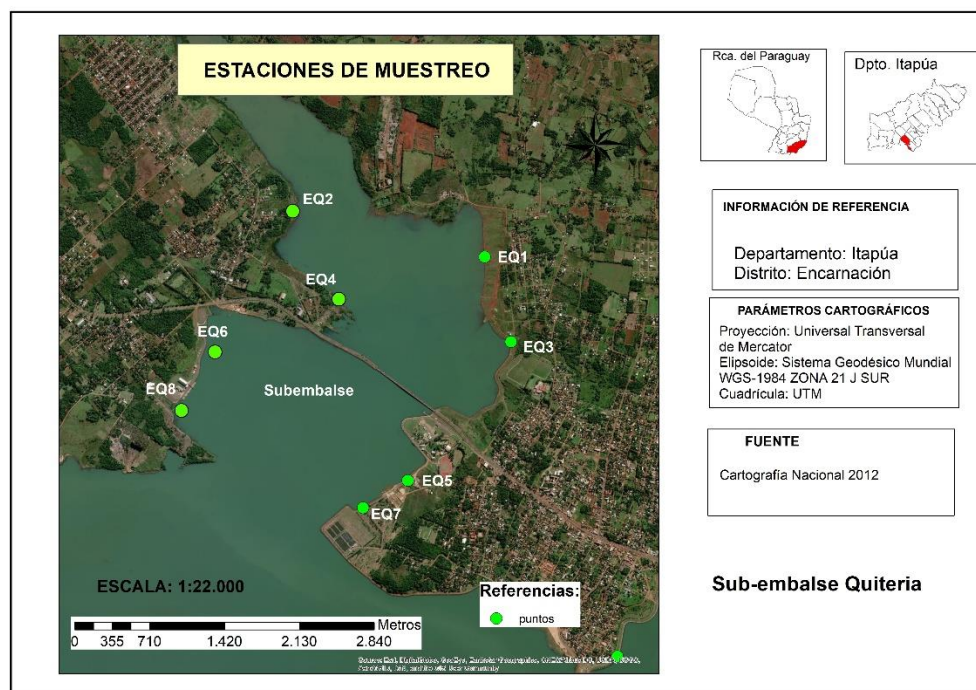 ESTACIONES DE MUESTREO
EQ2
EQ1
EQ4
EQ3
EQ6
EQ8
Subembalse
EQ5
EQ7
ESCALA: 1:22.000
Metros
0 355 710 1.420 2.130 2.840
Referencias:
puntos
Rca. del Paraguay
Dpto. Itapúa
INFORMACIÓN DE REFERENCIA
Departamento: Itapúa
Distrito: Encarnación
PARÁMETROS CARTOGRÁFICOS
Proyección: Universal Transversal
de Mercator
Elipsoide: Sistema Geodésico Mundial
WGS-1984 ZONA 21 J SUR
Cuadrícula: UTM
FUENTE
Cartografía Nacional 2012
Sub-embalse Quiteria